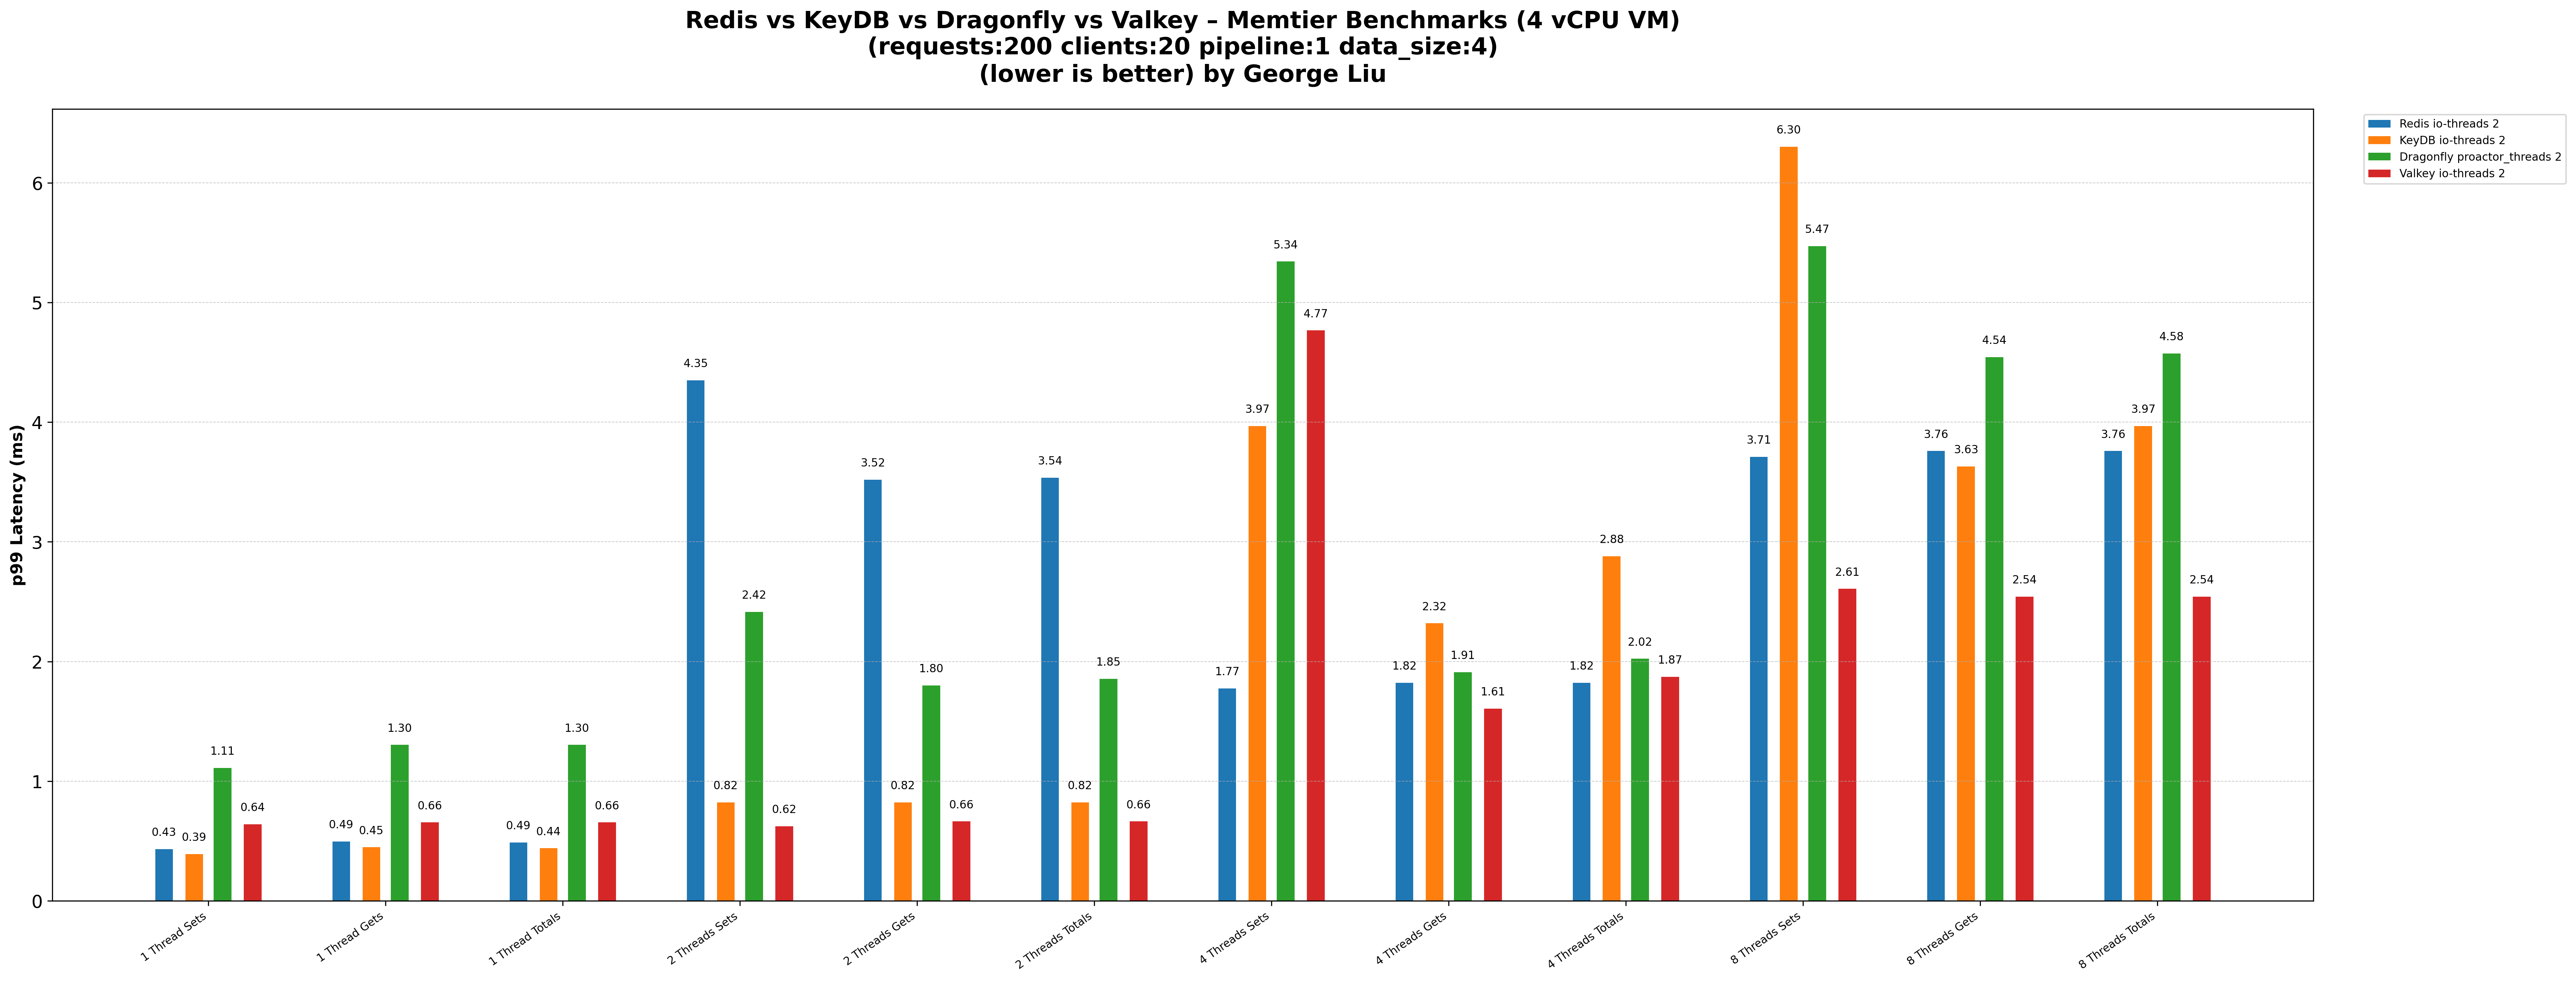 Redis vs KeyDB vs Dragonfly vs Valkey – Memtier Benchmarks (4 vCPU VM)
(requests:200 clients:20 pipeline:1 data_size:4)
(lower is better) by George Liu
p99 Latency (ms)
6
5
4
3
2
1
0
0.43 0.39 1.11 0.64
0.49 0.45 1.30 0.66
0.49 0.44 1.30 0.66
4.35 0.82 2.42 0.62
3.52 0.82 1.80 0.66
3.54 0.82 1.85 0.66
1.77 3.97 5.34 4.77
1.82 2.32 1.91 1.61
1.82 2.88 2.02 1.87
3.71 6.30 5.47 2.61
3.76 3.63 4.54 2.54
3.76 3.97 4.58 2.54
1 Thread Sets
1 Thread Gets
1 Thread Totals
2 Threads Sets
2 Threads Gets
2 Threads Totals
4 Threads Sets
4 Threads Gets
4 Threads Totals
8 Threads Sets
8 Threads Gets
8 Threads Totals
Redis io-threads 2
KeyDB io-threads 2
Dragonfly proactor_threads 2
Valkey io-threads 2